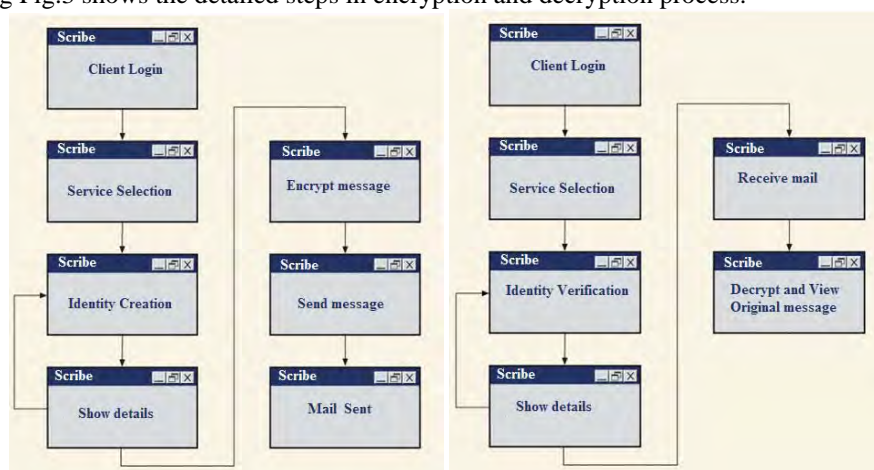 g Fig.3 shows the detailed steps in encryption and decryption process.
Scribe
Client Login
Scribe
Service Selection
Scribe
Identity Creation
Scribe
Show details
Scribe
Encrypt message
Scribe
Send message
Scribe
Mail Sent
Scribe
Client Login
Scribe
Service Selection
Scribe
Identity Verification
Scribe
Show details
Scribe
Receive mail
Scribe
Decrypt and View
Original message